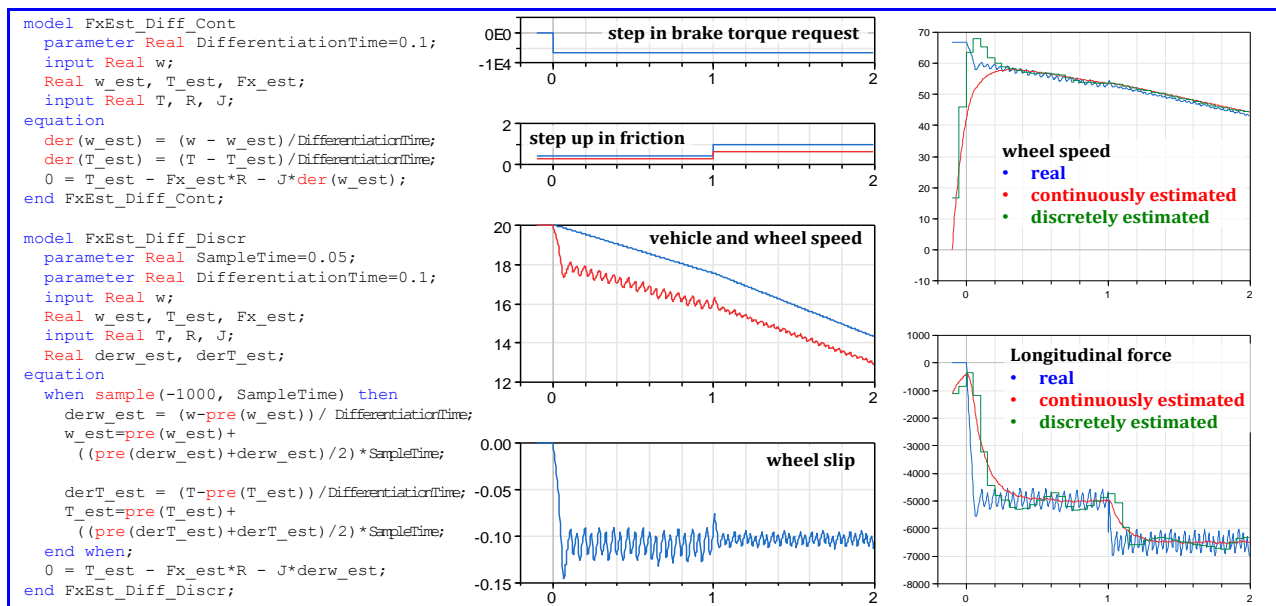 model FxEst_Diff_Cont
parameter Real DifferentiationTime=0.1;
input Real w;
Real w_est, T_est, Fx_est;
input Real T, R, J;
equation
der(w_est) = (w - w_est)/DifferentiationTime;
der(T_est) = (T - T_est)/DifferentiationTime;
0 = T_est - Fx_est*R - J*der(w_est);
end FxEst_Diff_Cont;
model FxEst_Diff_Discr
parameter Real SampleTime=0.05;
parameter Real DifferentiationTime=0.1;
input Real w;
Real w_est, T_est, Fx_est;
input Real T, R, J;
Real derw_est, derT_est;
equation
when sample(-1000, SampleTime) then
derw_est = (w-pre(w_est))/ DifferentiationTime;
w_est=pre(w_est)+
((pre(derw_est)+derw_est)/2)*SampleTime;
derT_est = (T-pre(T_est))/DifferentiationTime;
T_est=pre(T_est)+
((pre(derT_est)+derT_est)/2)*SampleTime;
end when;
0 = T_est - Fx_est*R - J*derw_est;
end FxEst_Diff_Discr;
0E0
-1E4
step in brake torque request
0
1
2
2
0
step up in friction
0
1
2
20
18
16
14
12
vehicle and wheel speed
0
1
2
0.00
-0.05
-0.10
-0.15
wheel slip
0
1
2
70
60
50
40
30
20
10
0
-10
wheel speed
• real
• continuously estimated
• discretely estimated
0
1
2
1000
0
-1000
-2000
-3000
-4000
-5000
-6000
-7000
-8000
Longitudinal force
• real
• continuously estimated
• discretely estimated
0
1
2